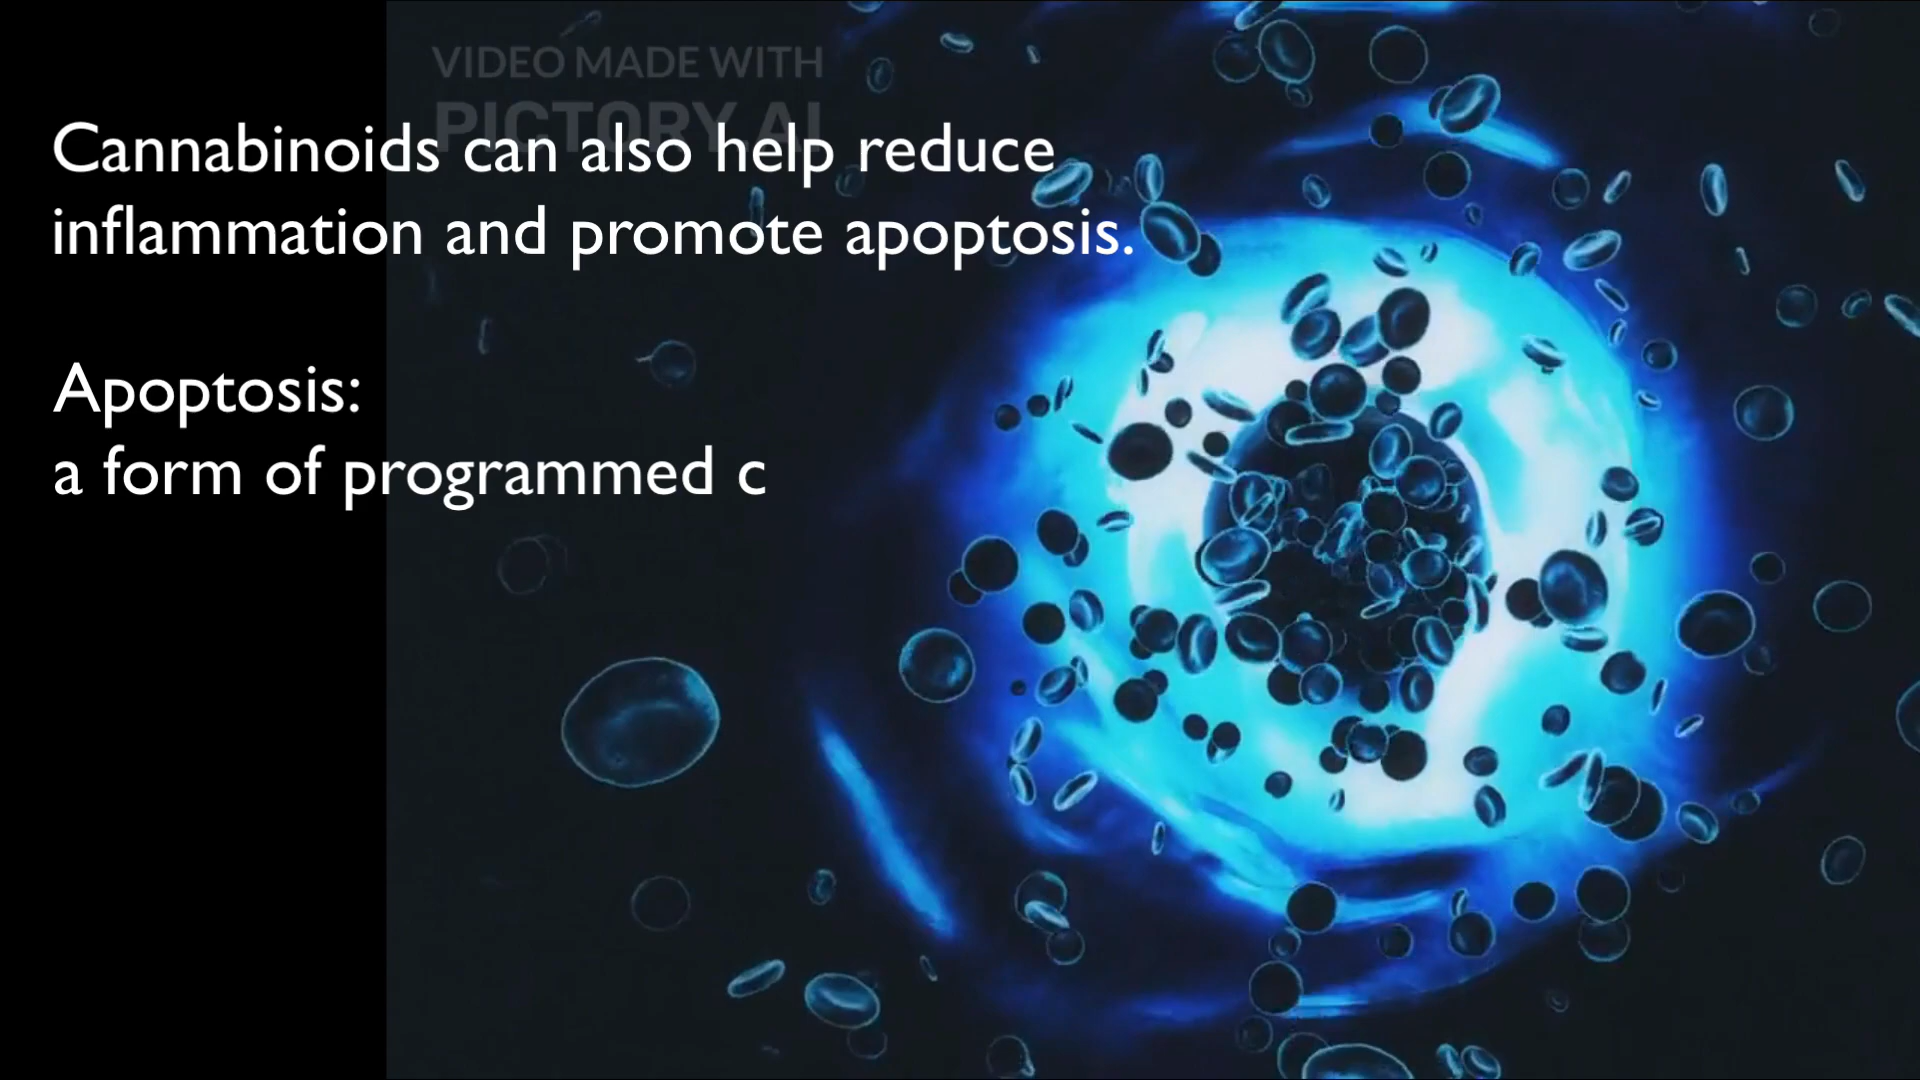 VIDEO MADE WITH
PICTORY.AI
Cannabinoids can also help reduce
inflammation and promote apoptosis.
Apoptosis:
a form of programmed c